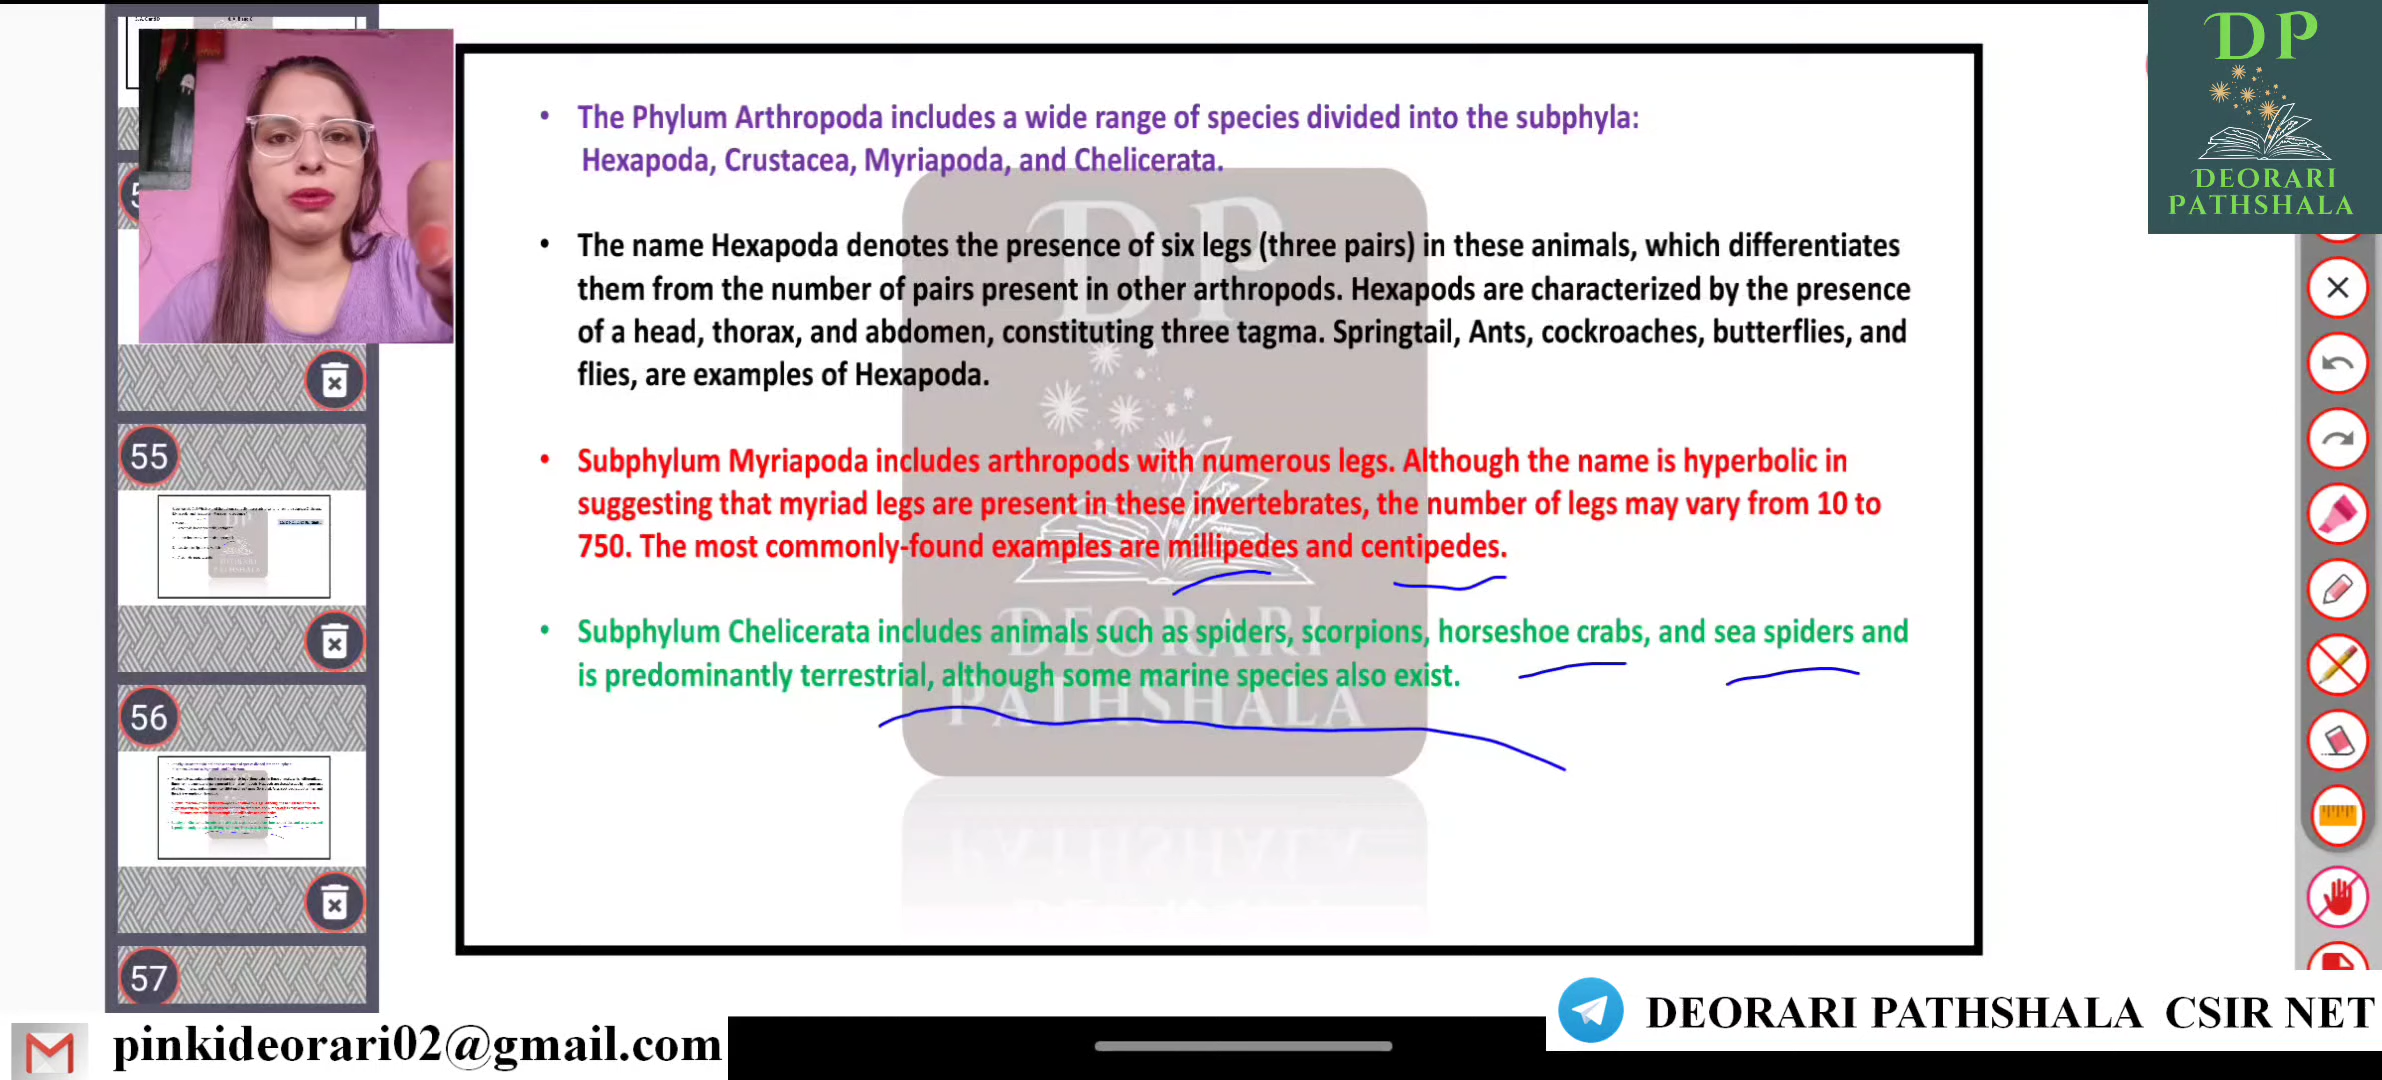 • The Phylum Arthropoda includes a wide range of species divided into the subphyla:
Hexapoda, Crustacea, Myriapoda, and Chelicerata.
• The name Hexapoda denotes the presence of six legs (three pairs) in these animals, which differentiates
them from the number of pairs present in other arthropods. Hexapods are characterized by the presence
of a head, thorax, and abdomen, constituting three tagma. Springtail, Ants, cockroaches, butterflies, and
flies, are examples of Hexapoda.
• Subphylum Myriapoda includes arthropods with numerous legs. Although the name is hyperbolic in
suggesting that myriad legs are present in these invertebrates, the number of legs may vary from 10 to
750. The most commonly-found examples are millipedes and centipedes.
• Subphylum Chelicerata includes animals such as spiders, scorpions, horseshoe crabs, and sea spiders and
is predominantly terrestrial, although some marine species also exist.
DP
DEORARI
PATHSHALA
DP
DEORARI
PATHSHALA
55
56
57
pinkideorari02@gmail.com
DEORARI PATHSHALA CSIR NET